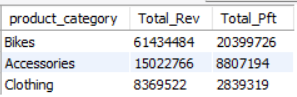 product_category Total_Rev Total_Pft
Bikes 61434484 20399726
Accessories 15022766 8807194
Clothing 8369522 2839319